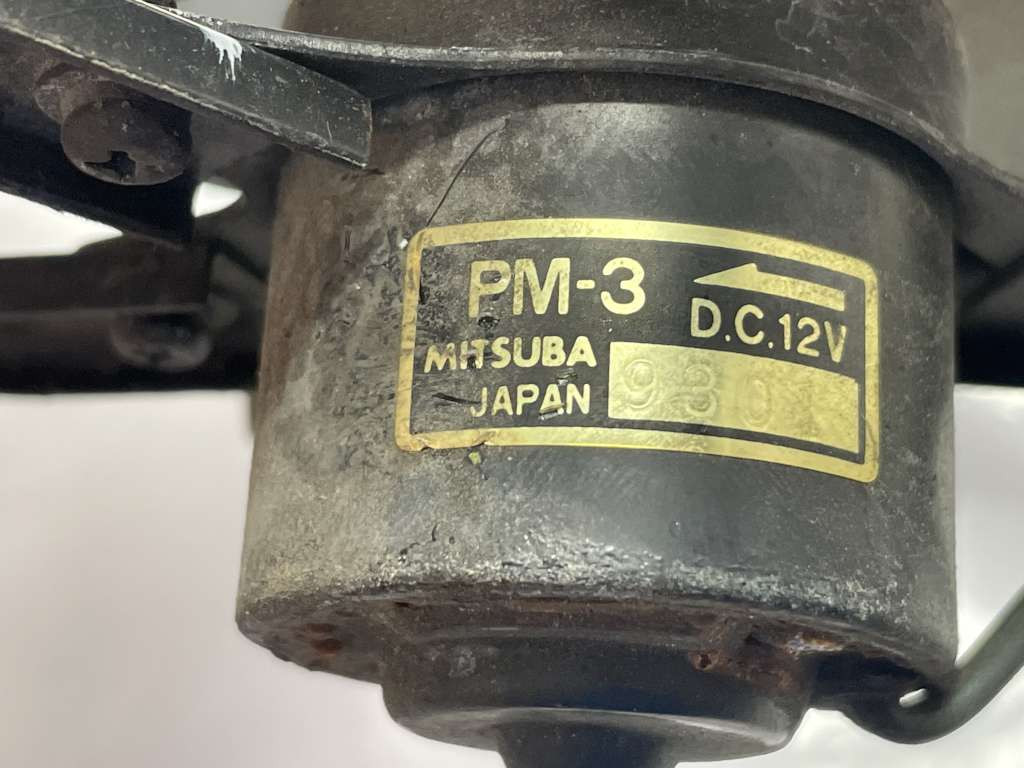 PM-3
D.C.12V
MITSUBA
JAPAN